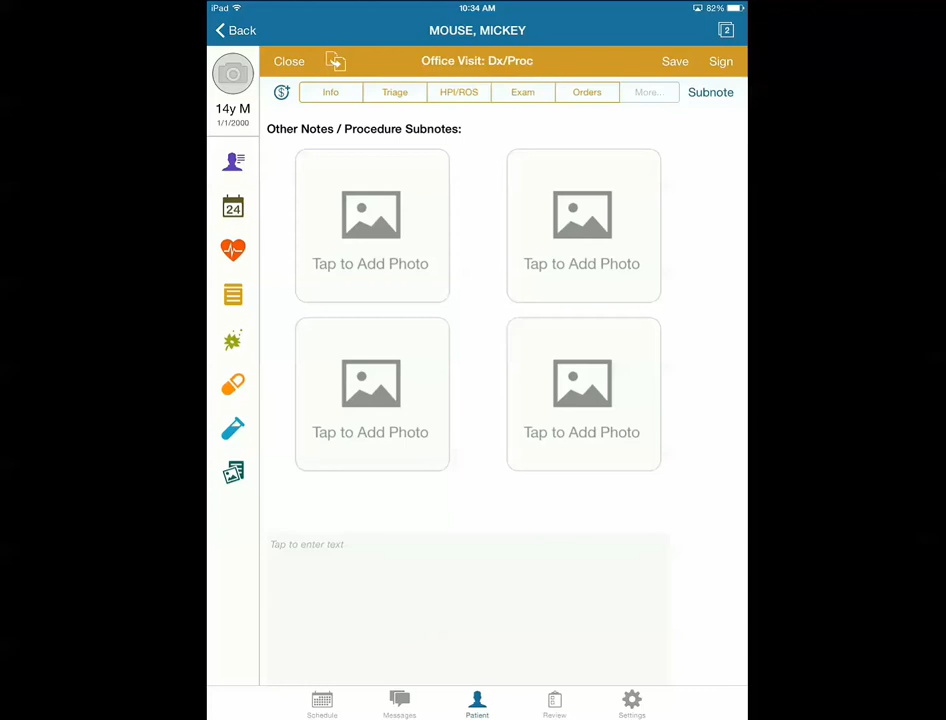 iPad 10:34 AM 82%
Back MOUSE, MICKEY 2
Close Office Visit: Dx/Proc Save Sign
14y M
1/1/2000
Info Triage HPI/ROS Exam Orders More... Subnote
Other Notes / Procedure Subnotes:
24
Tap to Add Photo Tap to Add Photo
Tap to Add Photo Tap to Add Photo
Tap to enter text
Schedule Messages Patient Review Settings